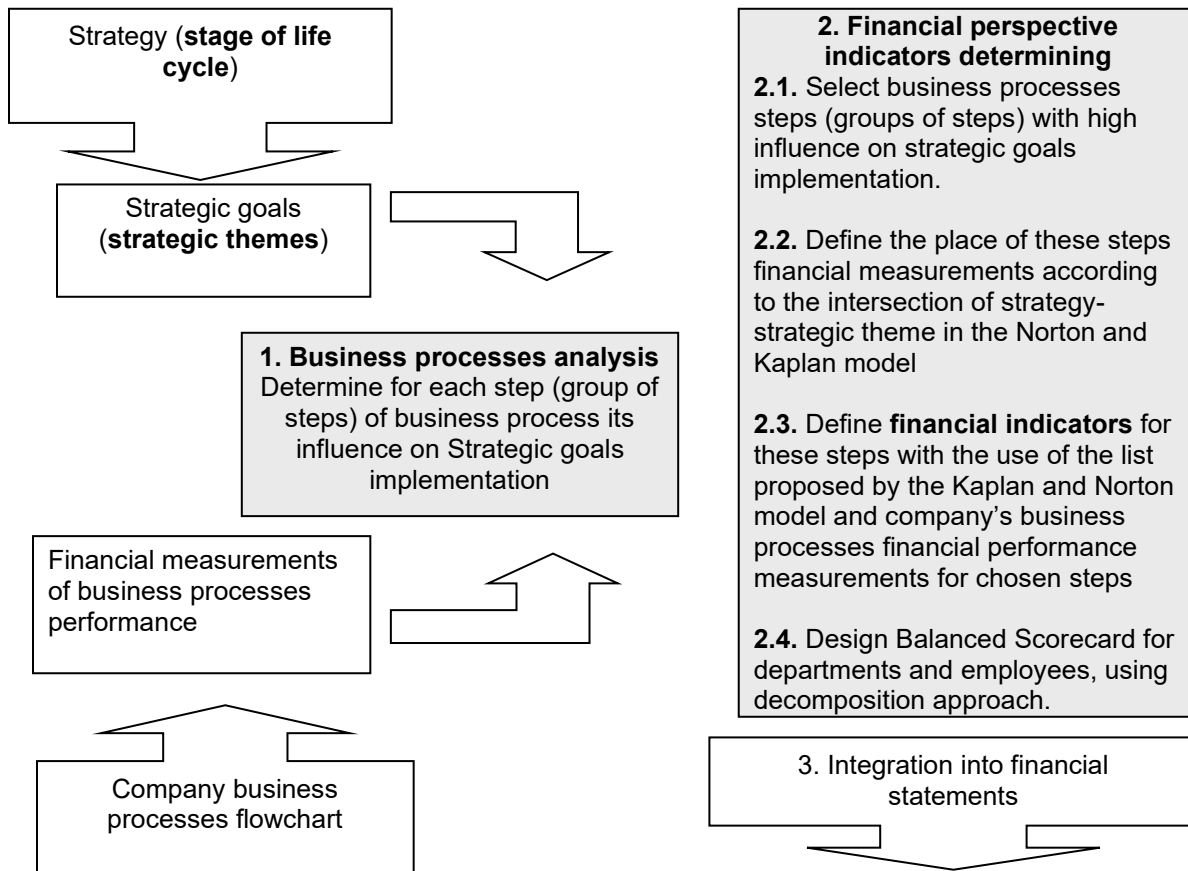 Strategy (stage of life
cycle)
Strategic goals
(strategic themes)
1. Business processes analysis
Determine for each step (group of
steps) of business process its
influence on Strategic goals
implementation
Financial measurements
of business processes
performance
Company business
processes flowchart
2. Financial perspective
indicators determining
2.1. Select business processes
steps (groups of steps) with high
influence on strategic goals
implementation.
2.2. Define the place of these steps
financial measurements according
to the intersection of strategy-
strategic theme in the Norton and
Kaplan model
2.3. Define financial indicators for
these steps with the use of the list
proposed by the Kaplan and Norton
model and company’s business
processes financial performance
measurements for chosen steps
2.4. Design Balanced Scorecard for
departments and employees, using
decomposition approach.
3. Integration into financial
statements